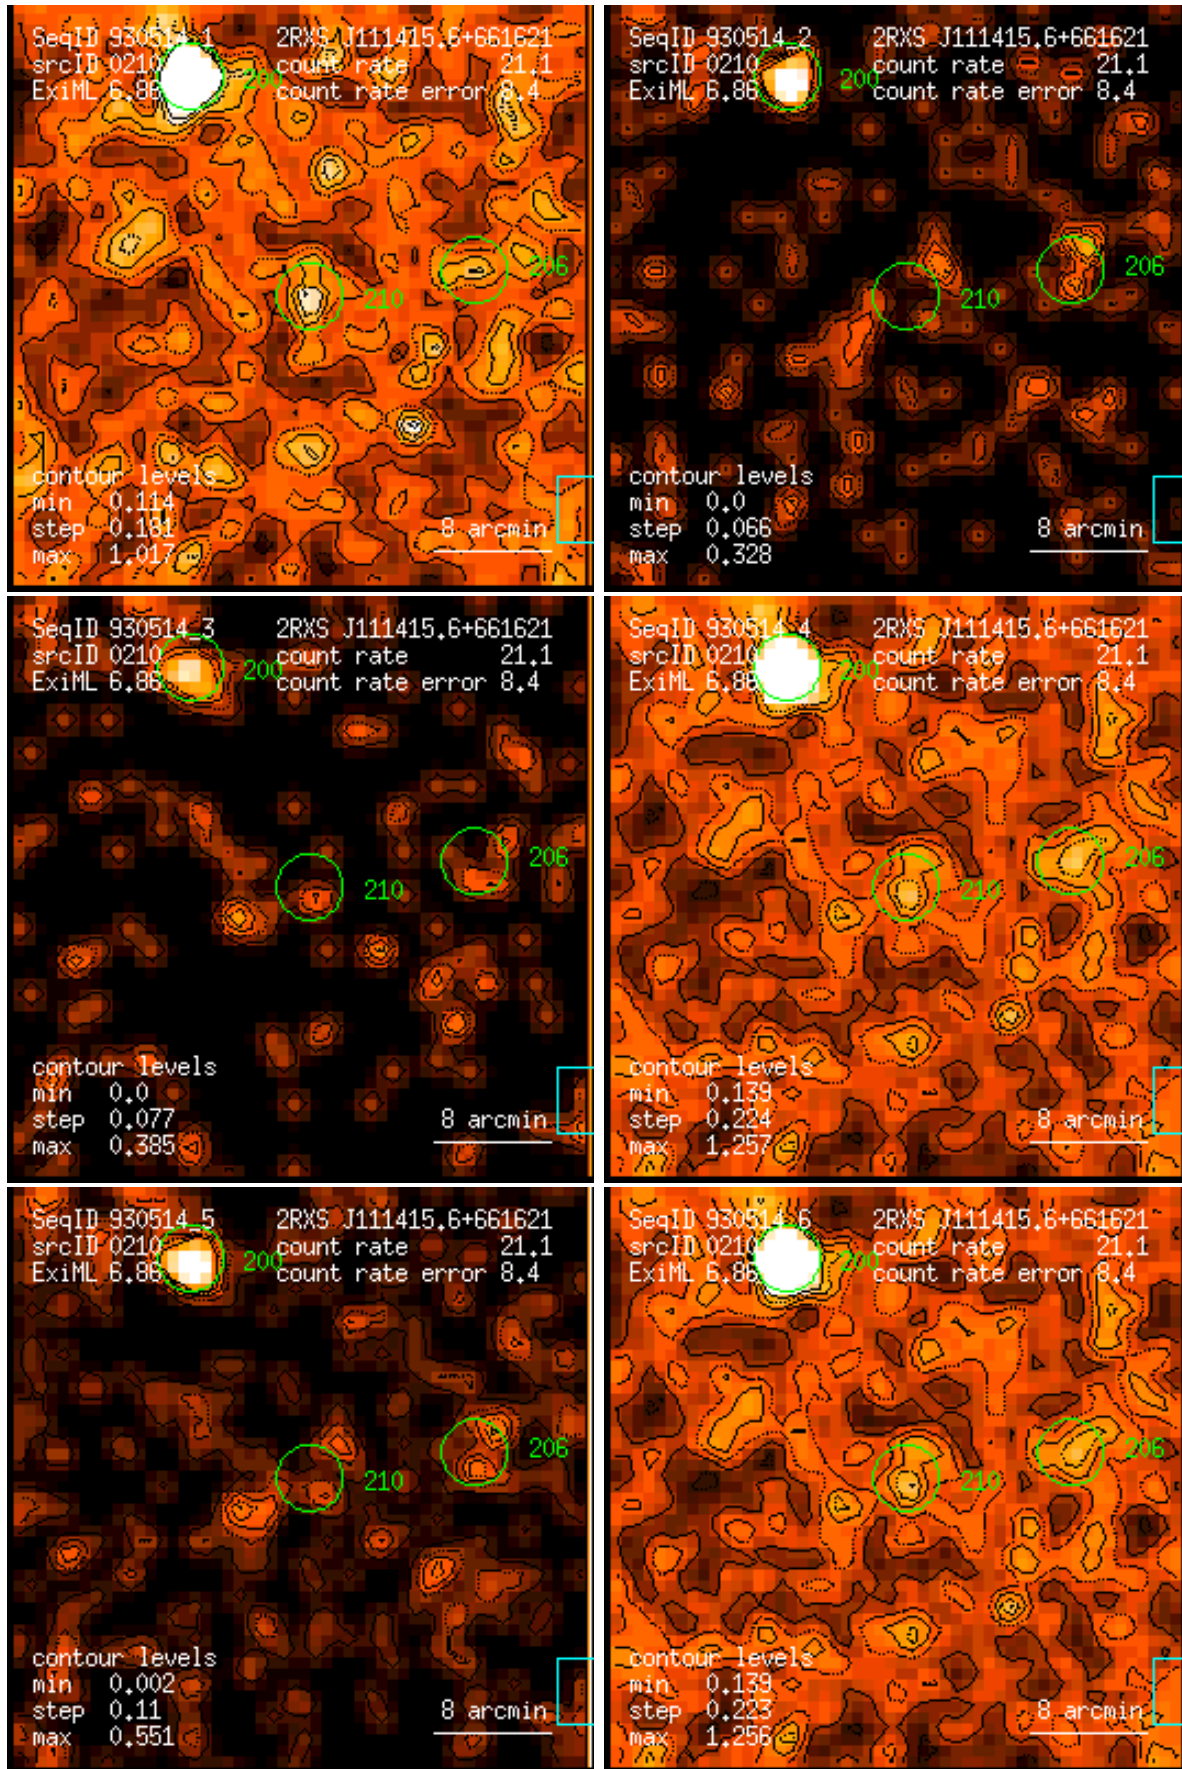 SeqID 930514_1 2RXS J111415.6+661621
srcID 0210 count rate 21.1
ExiML 6.86 count rate error 8.4
200
206
210
contour levels
min 0.114
step 0.181 8 arcmin
max 1.017
SeqID 930514_2 2RXS J111415.6+661621
srcID 0210 count rate 21.1
ExiML 6.86 count rate error 8.4
200
206
210
contour levels
min 0.0
step 0.066 8 arcmin
max 0.328
SeqID 930514_3 2RXS J111415.6+661621
srcID 0210 count rate 21.1
ExiML 6.86 count rate error 8.4
200
206
210
contour levels
min 0.0
step 0.077 8 arcmin
max 0.385
SeqID 930514_4 2RXS J111415.6+661621
srcID 0210 count rate 21.1
ExiML 6.86 count rate error 8.4
200
206
210
contour levels
min 0.139
step 0.224 8 arcmin
max 1.257
SeqID 930514_5 2RXS J111415.6+661621
srcID 0210 count rate 21.1
ExiML 6.86 count rate error 8.4
200
206
210
contour levels
min 0.002
step 0.11 8 arcmin
max 0.551
SeqID 930514_6 2RXS J111415.6+661621
srcID 0210 count rate 21.1
ExiML 6.86 count rate error 8.4
200
206
210
contour levels
min 0.139
step 0.223 8 arcmin
max 1.256